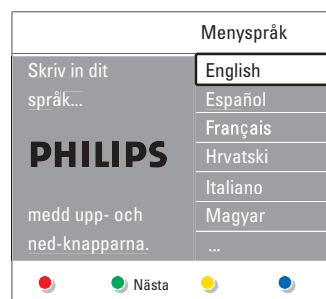 Menyspråk
Skriv in dit
språk...
PHILIPS
medd upp- och
ned-knapparna.
English
Español
Français
Hrvatski
Italiano
Magyar
...
Nästa